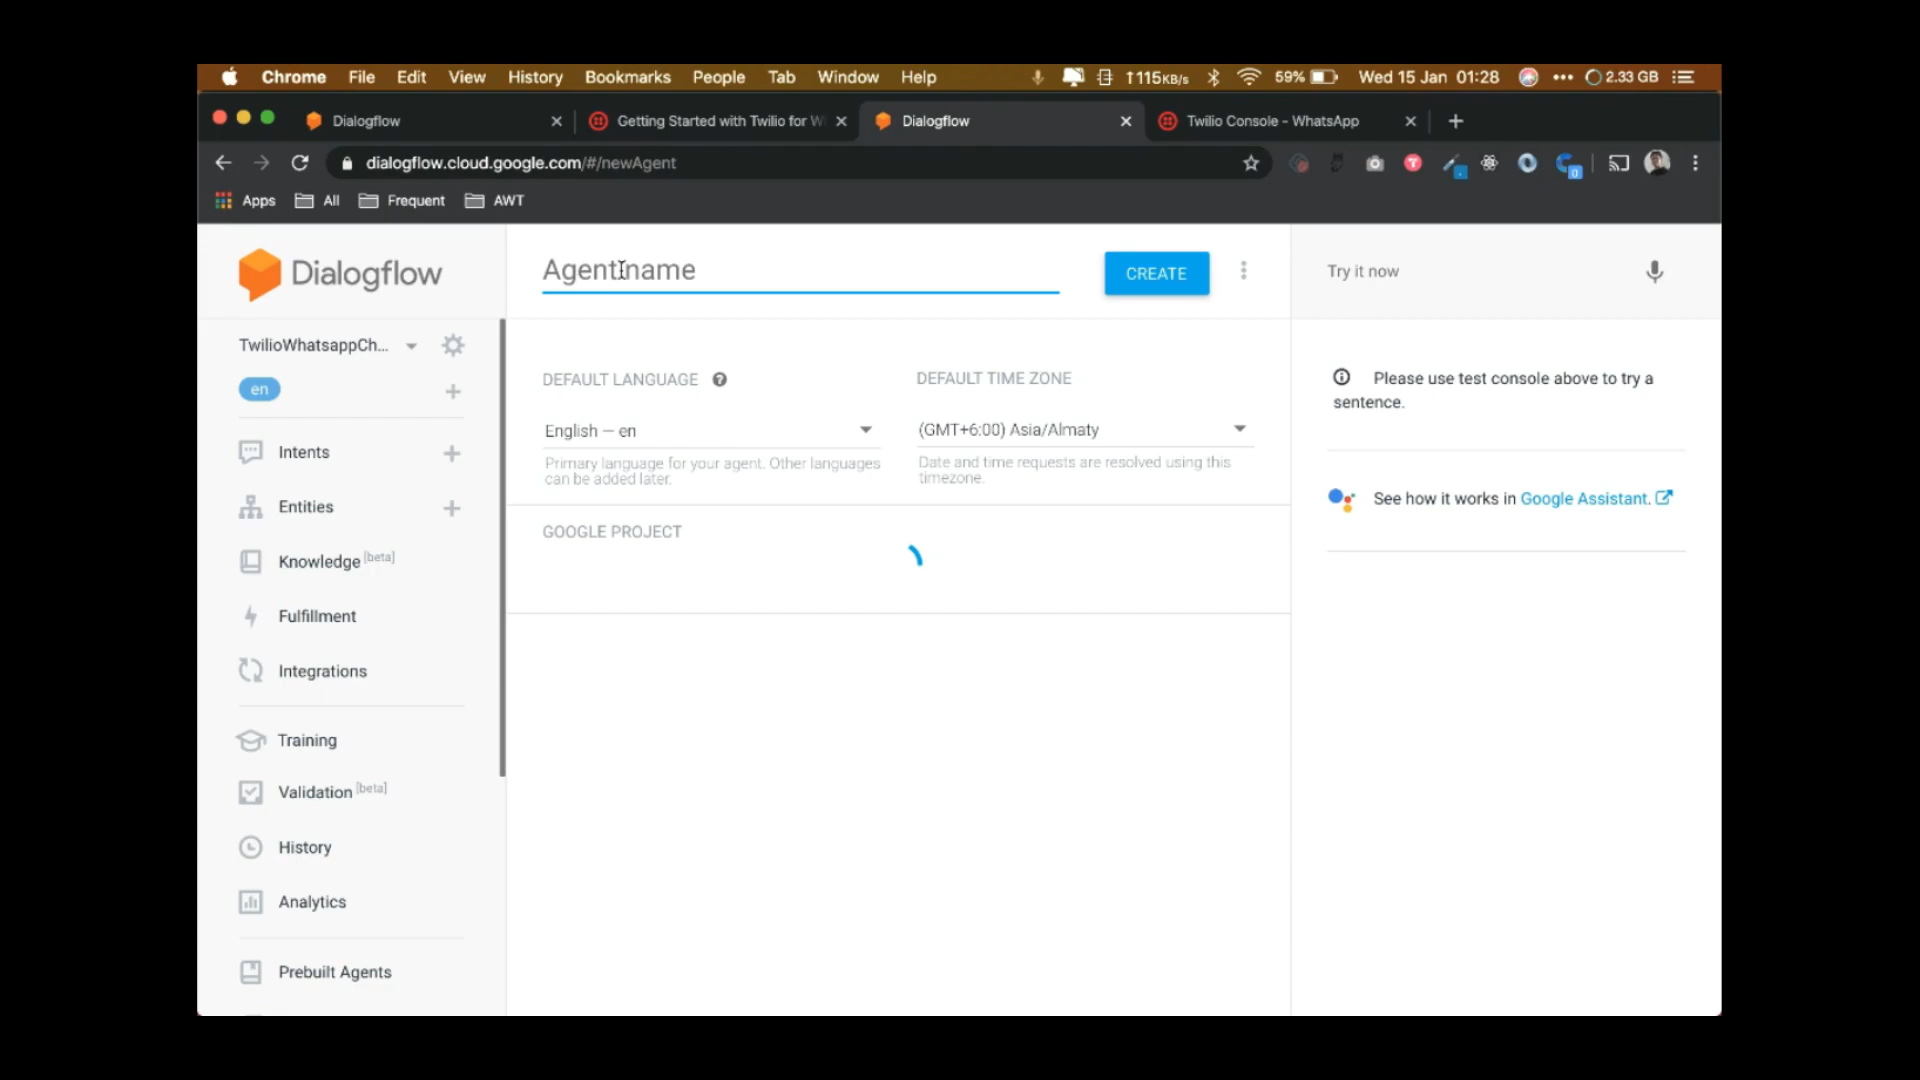 Chrome File Edit View History Bookmarks People Tab Window Help ↑115KB/s 59% Wed 15 Jan 01:28 2.33 GB
Dialogflow Getting Started with Twilio for W Dialogflow Twilio Console - WhatsApp
dialogflow.cloud.google.com/#/newAgent
Apps All Frequent AWT
Dialogflow
TwilioWhatsappCh...
en
Intents
Entities
Knowledge [beta]
Fulfillment
Integrations
Training
Validation [beta]
History
Analytics
Prebuilt Agents
Agent name
CREATE
DEFAULT LANGUAGE
English – en
Primary language for your agent. Other languages
can be added later.
DEFAULT TIME ZONE
(GMT+6:00) Asia/Almaty
Date and time requests are resolved using this
timezone.
GOOGLE PROJECT
Try it now
Please use test console above to try a
sentence.
See how it works in Google Assistant.